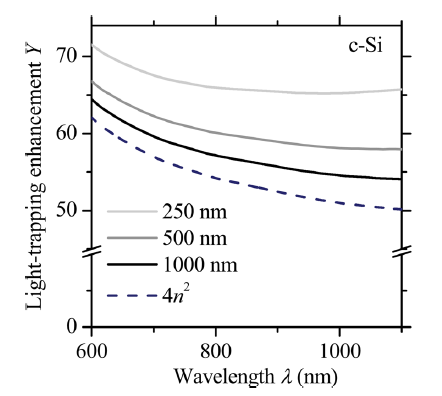 c-Si
Light-trapping enhancement Y
70
60
50
0
250 nm
500 nm
1000 nm
4n²
600
800
1000
Wavelength λ (nm)